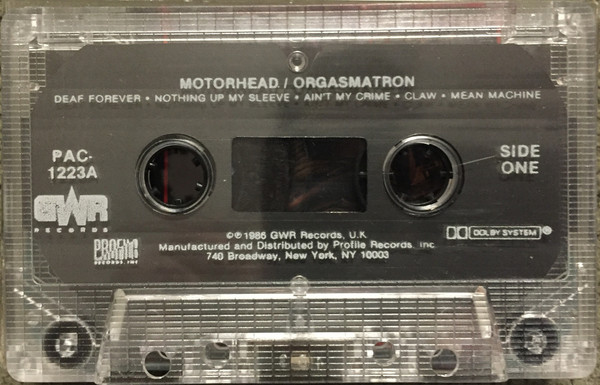 MOTORHEAD / ORGASMATRON
DEAF FOREVER • NOTHING UP MY SLEEVE • AIN'T MY CRIME • CLAW • MEAN MACHINE
PAC-
1223A
SIDE
ONE
GWR
RECORDS
PROFILE
RECORDS, INC
©℗1986 GWR Records, U.K.
Manufactured and Distributed by Profile Records, Inc.
740 Broadway, New York, NY 10003
DOLBY SYSTEM®